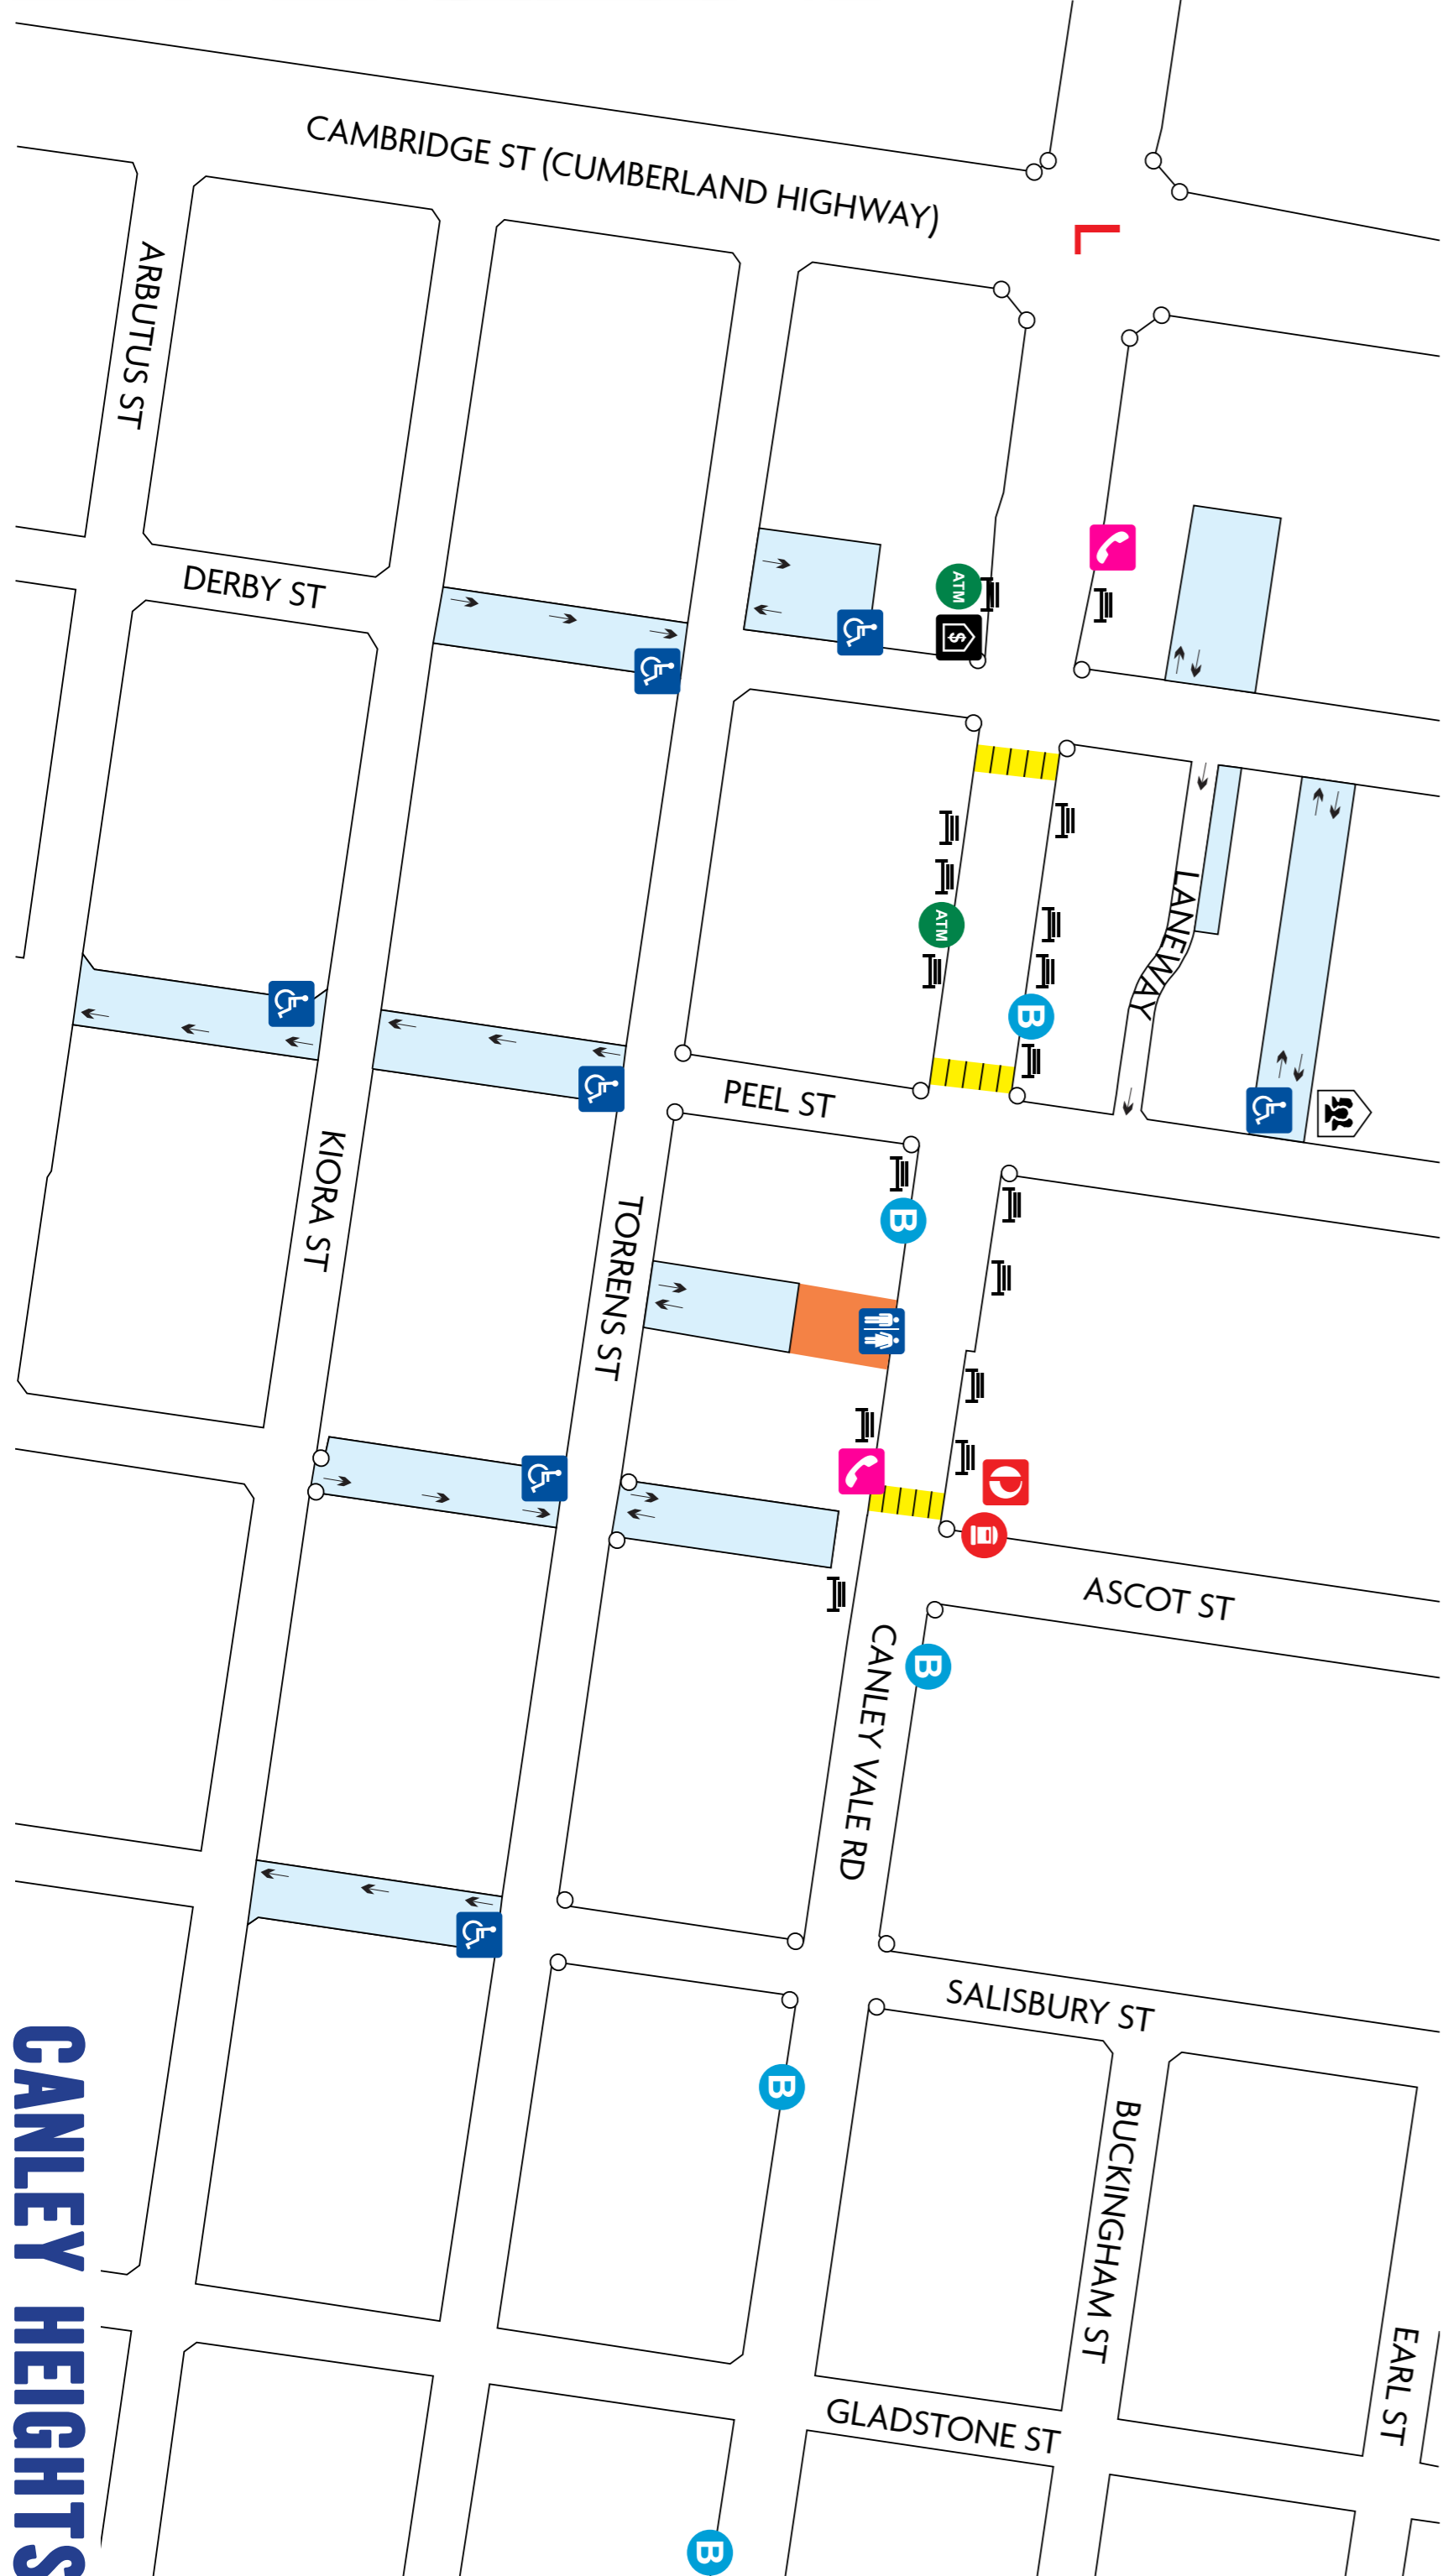 CAMBRIDGE ST (CUMBERLAND HIGHWAY)
ARBUTUS ST
DERBY ST
ATM
$
LANEWAY
ATM
B
PEEL ST
KIORA ST
TORRENS ST
B
ASCOT ST
B
CANLEY VALE RD
SALISBURY ST
B
BUCKINGHAM ST
EARL ST
GLADSTONE ST
B
CANLEY HEIGHTS